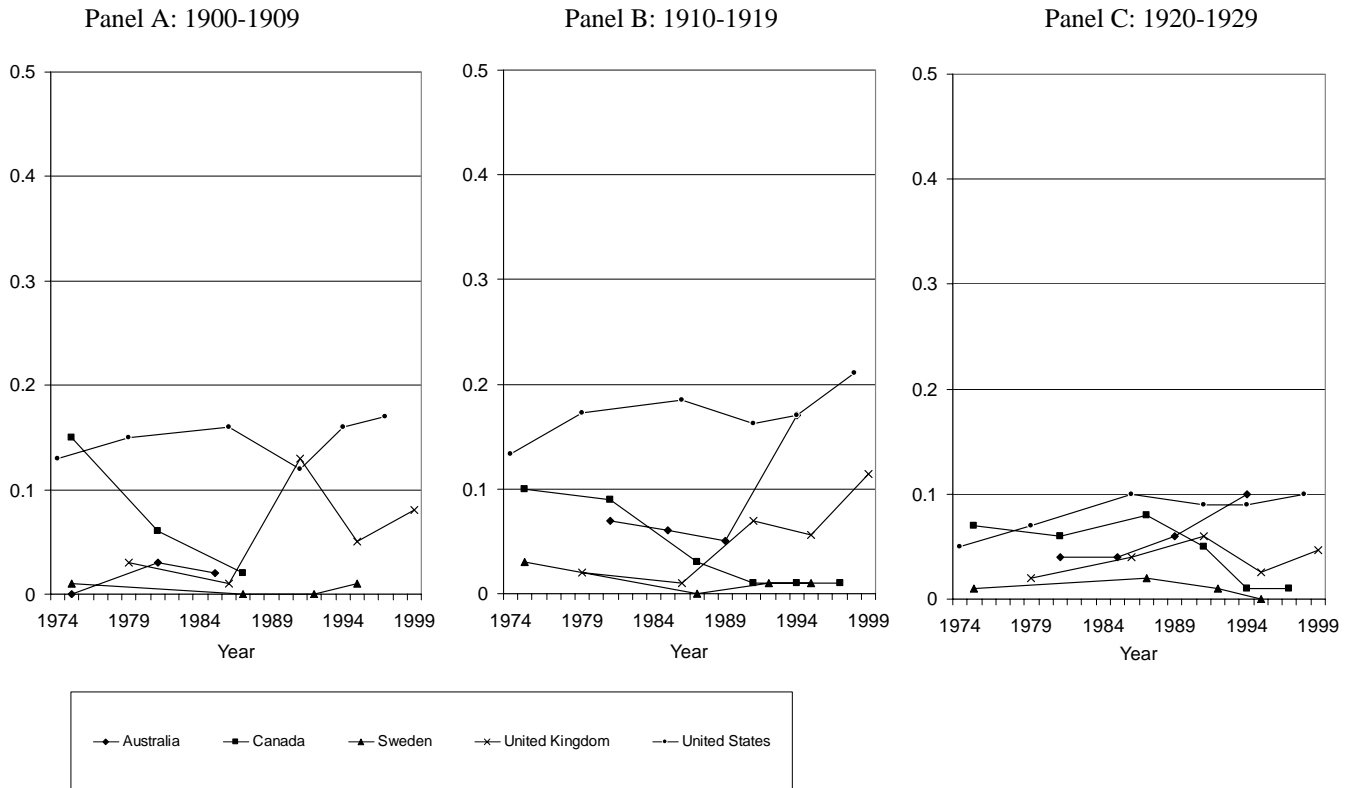 Panel A: 1900-1909
Panel B: 1910-1919
Panel C: 1920-1929
0.5
0.4
0.3
0.2
0.1
0
1974 1979 1984 1989 1994 1999
Year
0.5
0.4
0.3
0.2
0.1
0
1974 1979 1984 1989 1994 1999
Year
0.5
0.4
0.3
0.2
0.1
0
1974 1979 1984 1989 1994 1999
Year
Australia Canada Sweden United Kingdom United States